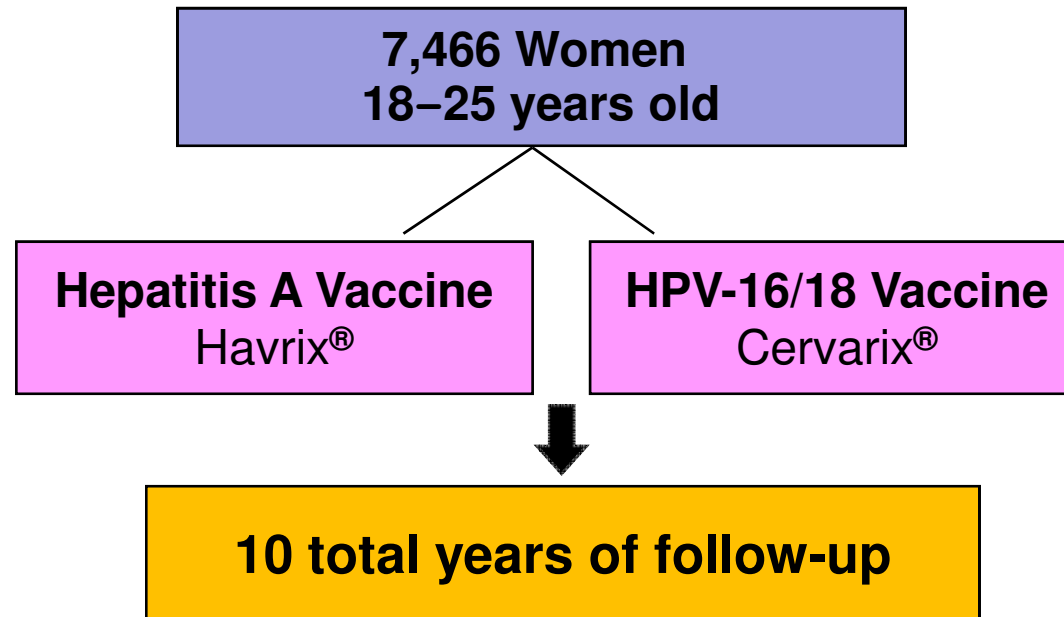 7,466 Women
18–25 years old
Hepatitis A Vaccine
Havrix®
HPV-16/18 Vaccine
Cervarix®
10 total years of follow-up